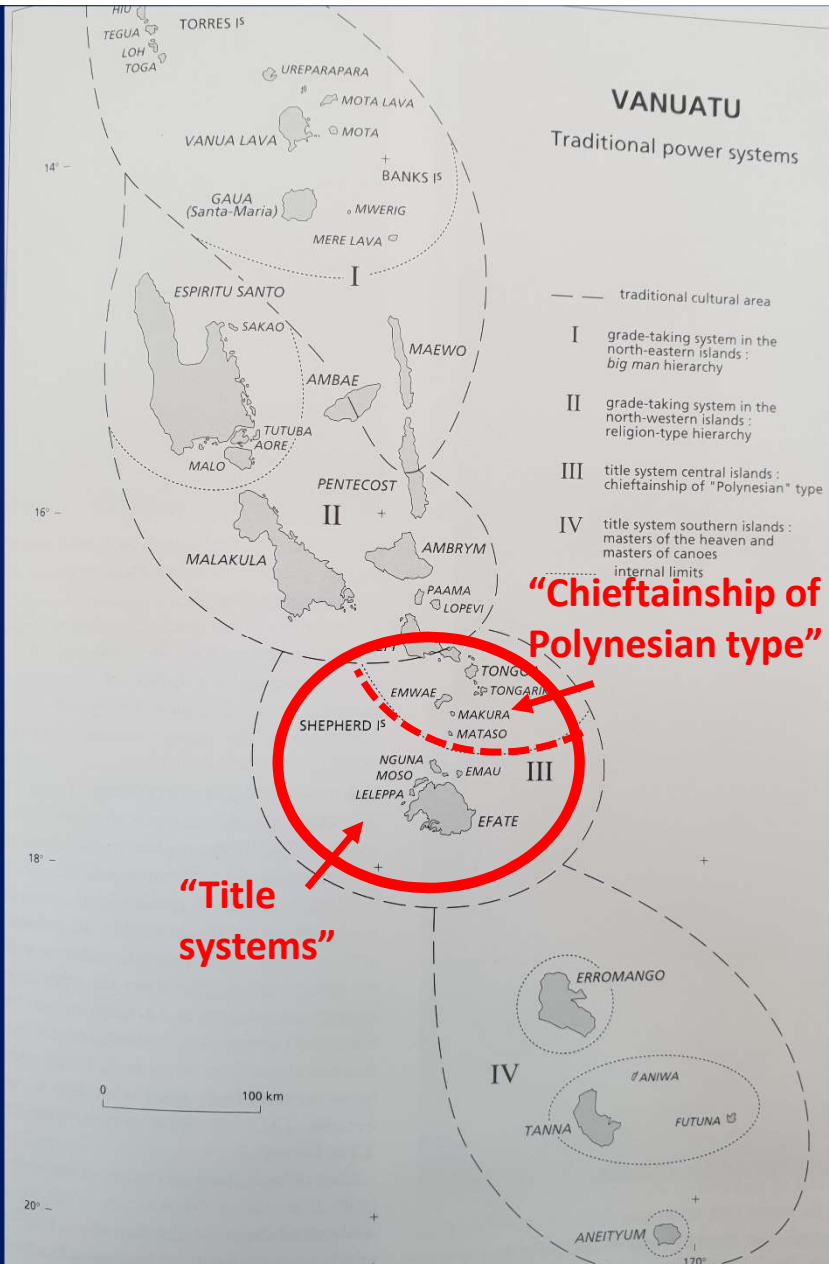 HIU
TEGUA
LOH
TOGA
TORRES Iˢ
UREPARAPARA
MOTA LAVA
VANUA LAVA
MOTA
VANUATU
Traditional power systems
14°
BANKS Iˢ
GAUA
(Santa-Maria)
MWERIG
MERE LAVA
I
ESPIRITU SANTO
SAKAO
MAEWO
AMBAE
TUTUBA
AORE
MALO
traditional cultural area
I grade-taking system in the
north-eastern islands :
big man hierarchy
II grade-taking system in the
north-western islands :
religion-type hierarchy
III title system central islands :
chieftainship of "Polynesian" type
IV title system southern islands :
masters of the heaven and
masters of canoes
internal limits
PENTECOST
16°
II
MALAKULA
AMBRYM
PAAMA
LOPEVI
“Chieftainship of
Polynesian type”
TONGOA
EMWAE
MAKURA
MATASO
SHEPHERD Iˢ
NGUNA
MOSO
EMAU
III
LELEPPA
EFATE
18°
“Title
systems”
ERROMANGO
IV
ANIWA
0
100 km
TANNA
FUTUNA
20°
ANEITYUM
170°